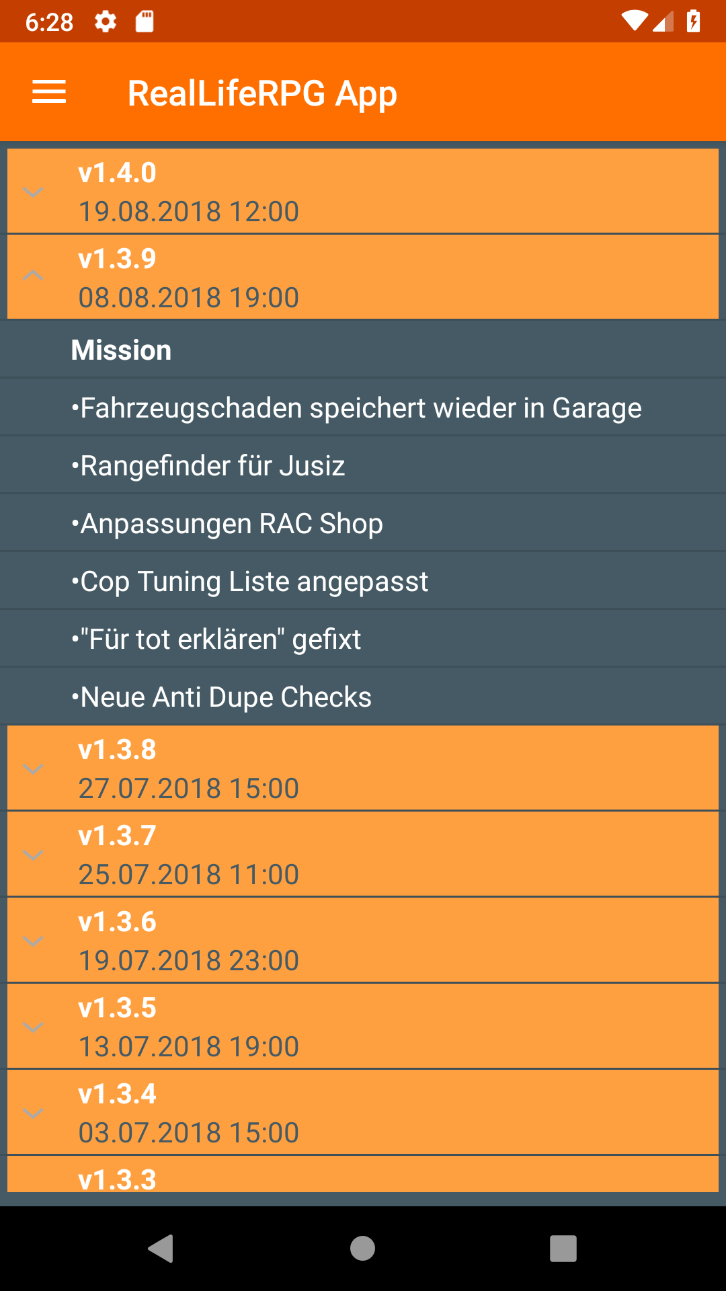 6:28
RealLifeRPG App
v1.4.0
19.08.2018 12:00
v1.3.9
08.08.2018 19:00
Mission
•Fahrzeugschaden speichert wieder in Garage
•Rangefinder für Jusiz
•Anpassungen RAC Shop
•Cop Tuning Liste angepasst
•"Für tot erklären" gefixt
•Neue Anti Dupe Checks
v1.3.8
27.07.2018 15:00
v1.3.7
25.07.2018 11:00
v1.3.6
19.07.2018 23:00
v1.3.5
13.07.2018 19:00
v1.3.4
03.07.2018 15:00
v1.3.3